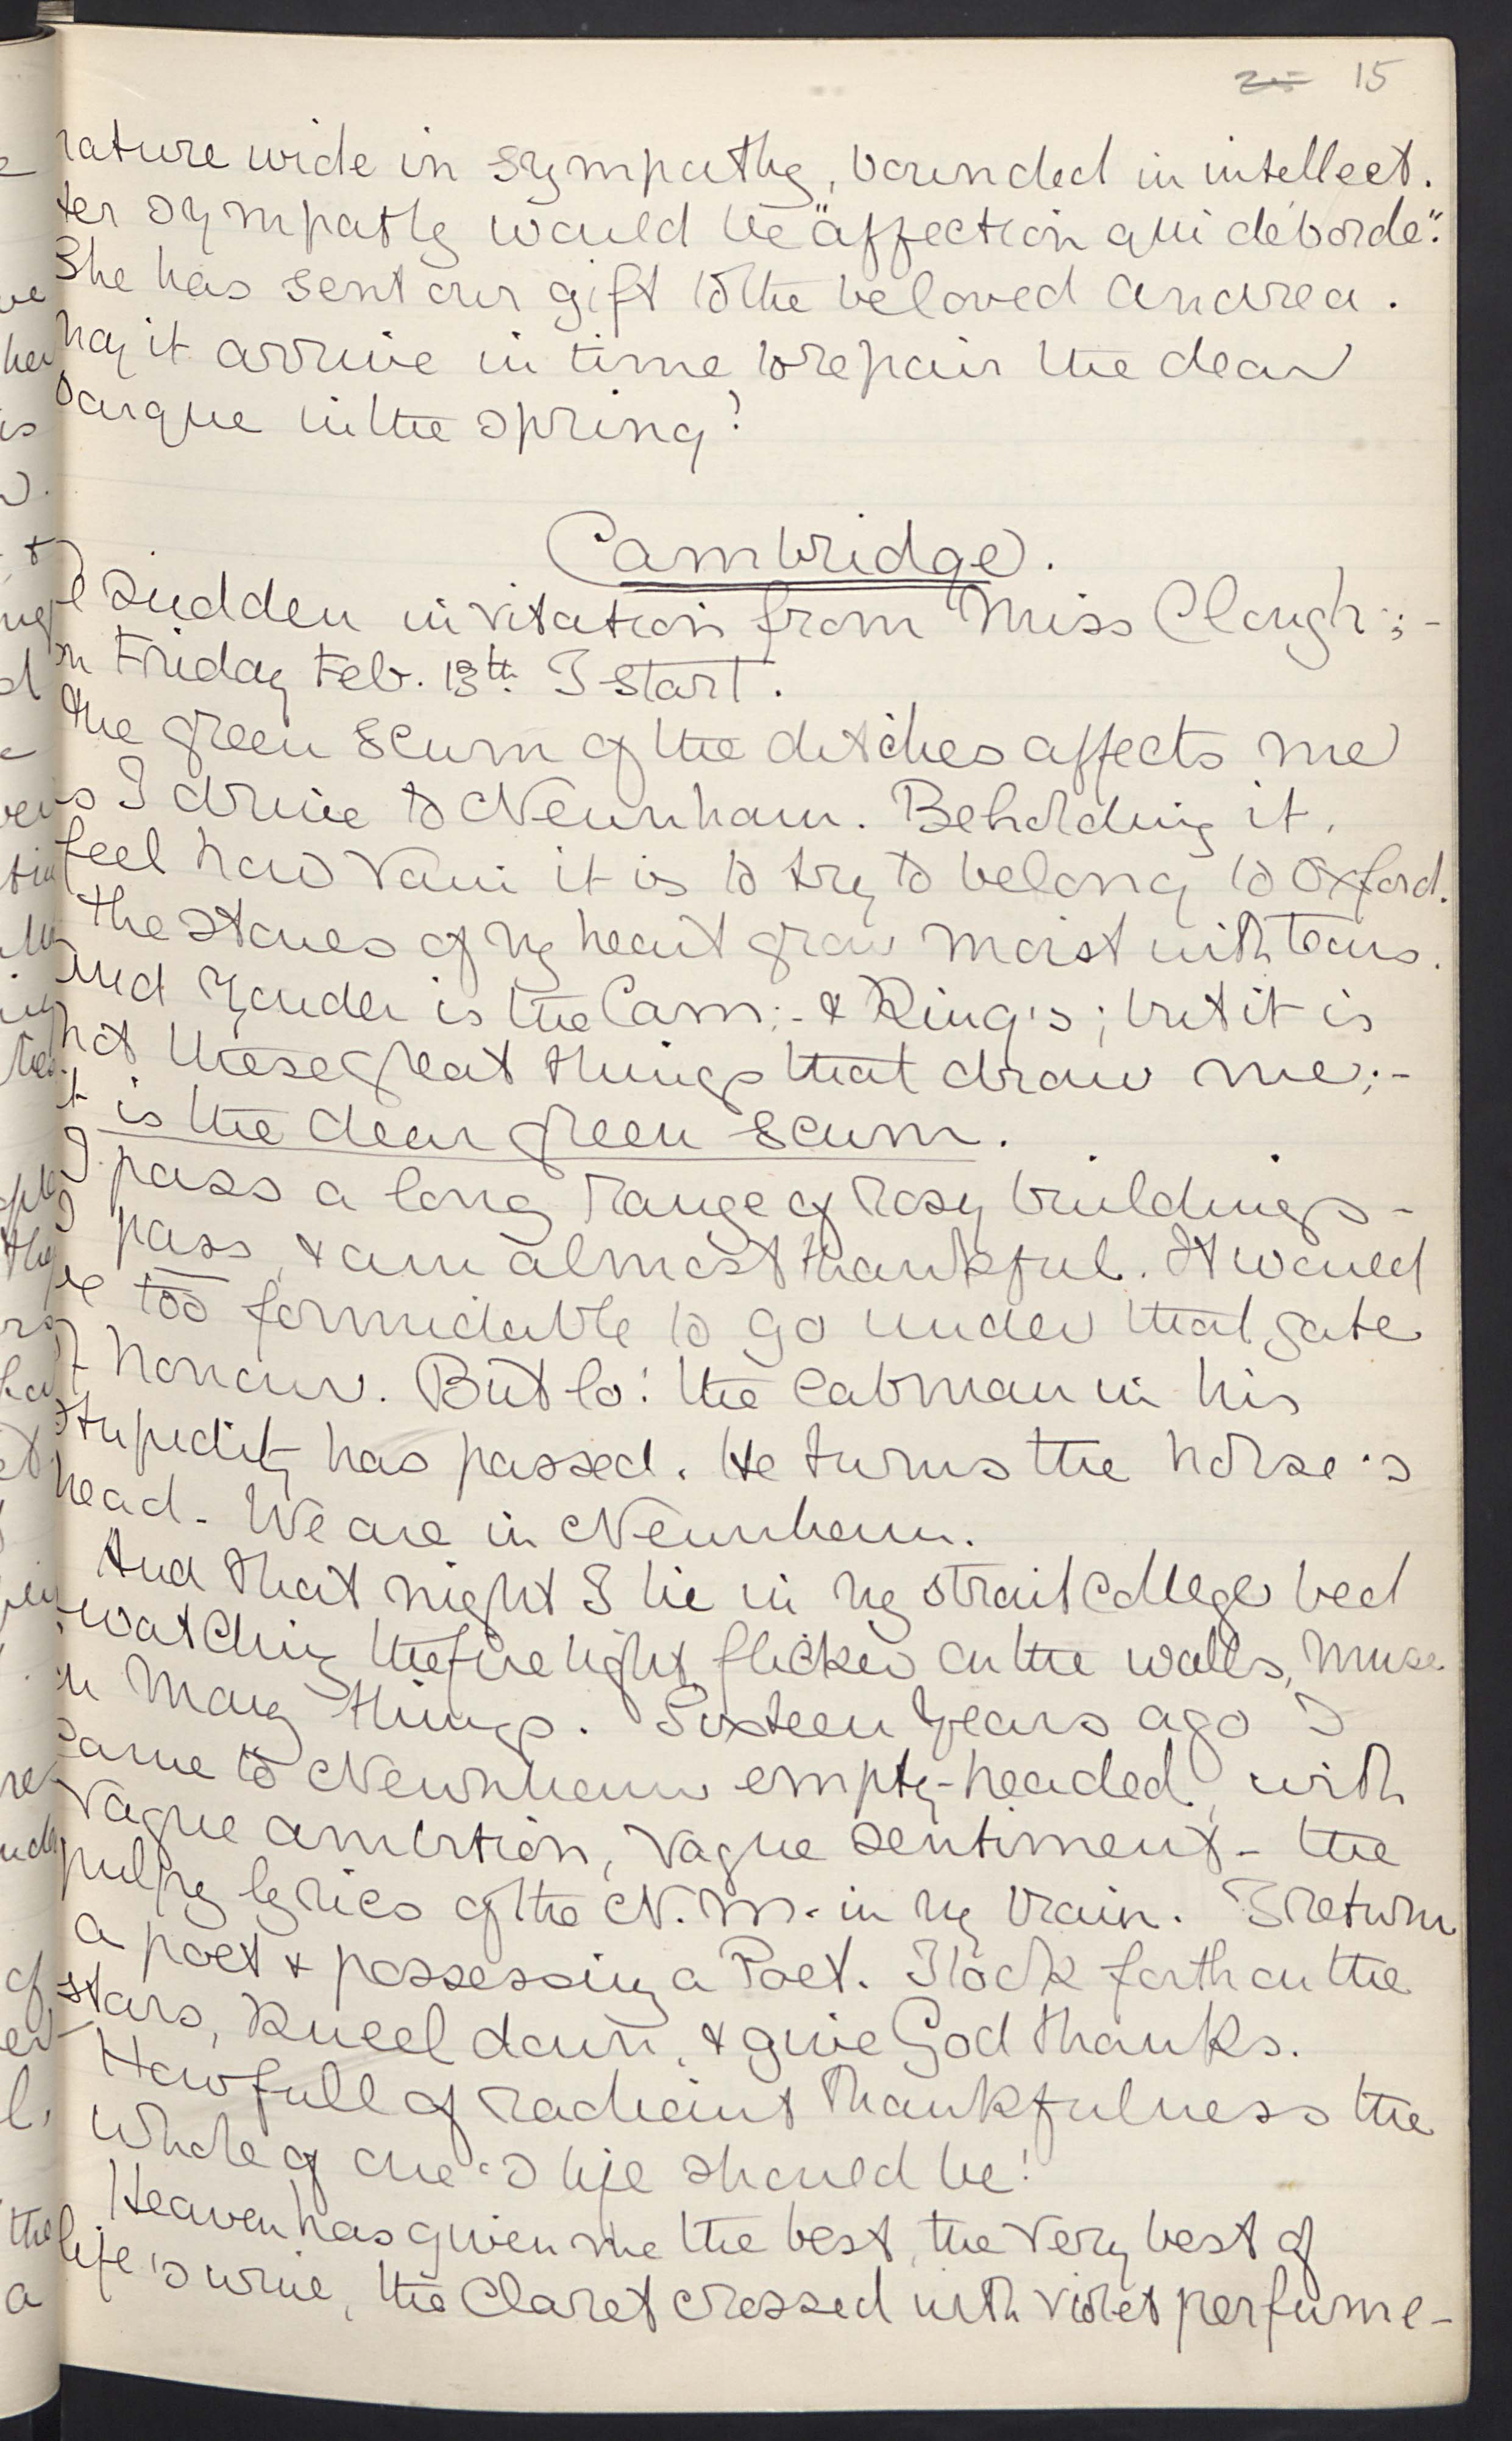 15
nature wide in sympathy, bounded in intellect.
Her sympathy would be "affection qui déborde".
She has sent our gift to the beloved Andrea.
May it arrive in time to repair the dear
barque in the spring!
Cambridge.
A sudden invitation from Miss Clough; -
on Friday Feb. 13th I start.
The green scum of the ditches affects me
as I drive to Newnham. Beholding it,
feel how vain it is to try to belong to Oxford.
The stones of my heart grow moist with tears.
And yonder is the Cam; - & King's; but it is
not these great things that draw me; -
it is the dear green scum.
I pass a long range of rosy buildings -
I pass, & am almost thankful. It would
be too formidable to go under that gate
of honour. But lo! the cabman in his
stupidity has passed. He turns the horse's
head - We are in Newnham.
And that night I lie in my strait college bed
watching the firelight flicker on the walls, muse
on many things. Sixteen years ago I
came to Newnham empty-headed, with
vague ambition, vague sentiment - the
pulpy lyrics of the N. M. in my brain. I return
a poet & possessing a Poet. I look forth on the
stars, kneel down, & give God thanks.
How full of radiant thankfulness the
whole of one's life should be!
Heaven has given me the best, the very best of
life's wine, the Claret crossed with violet perfume -